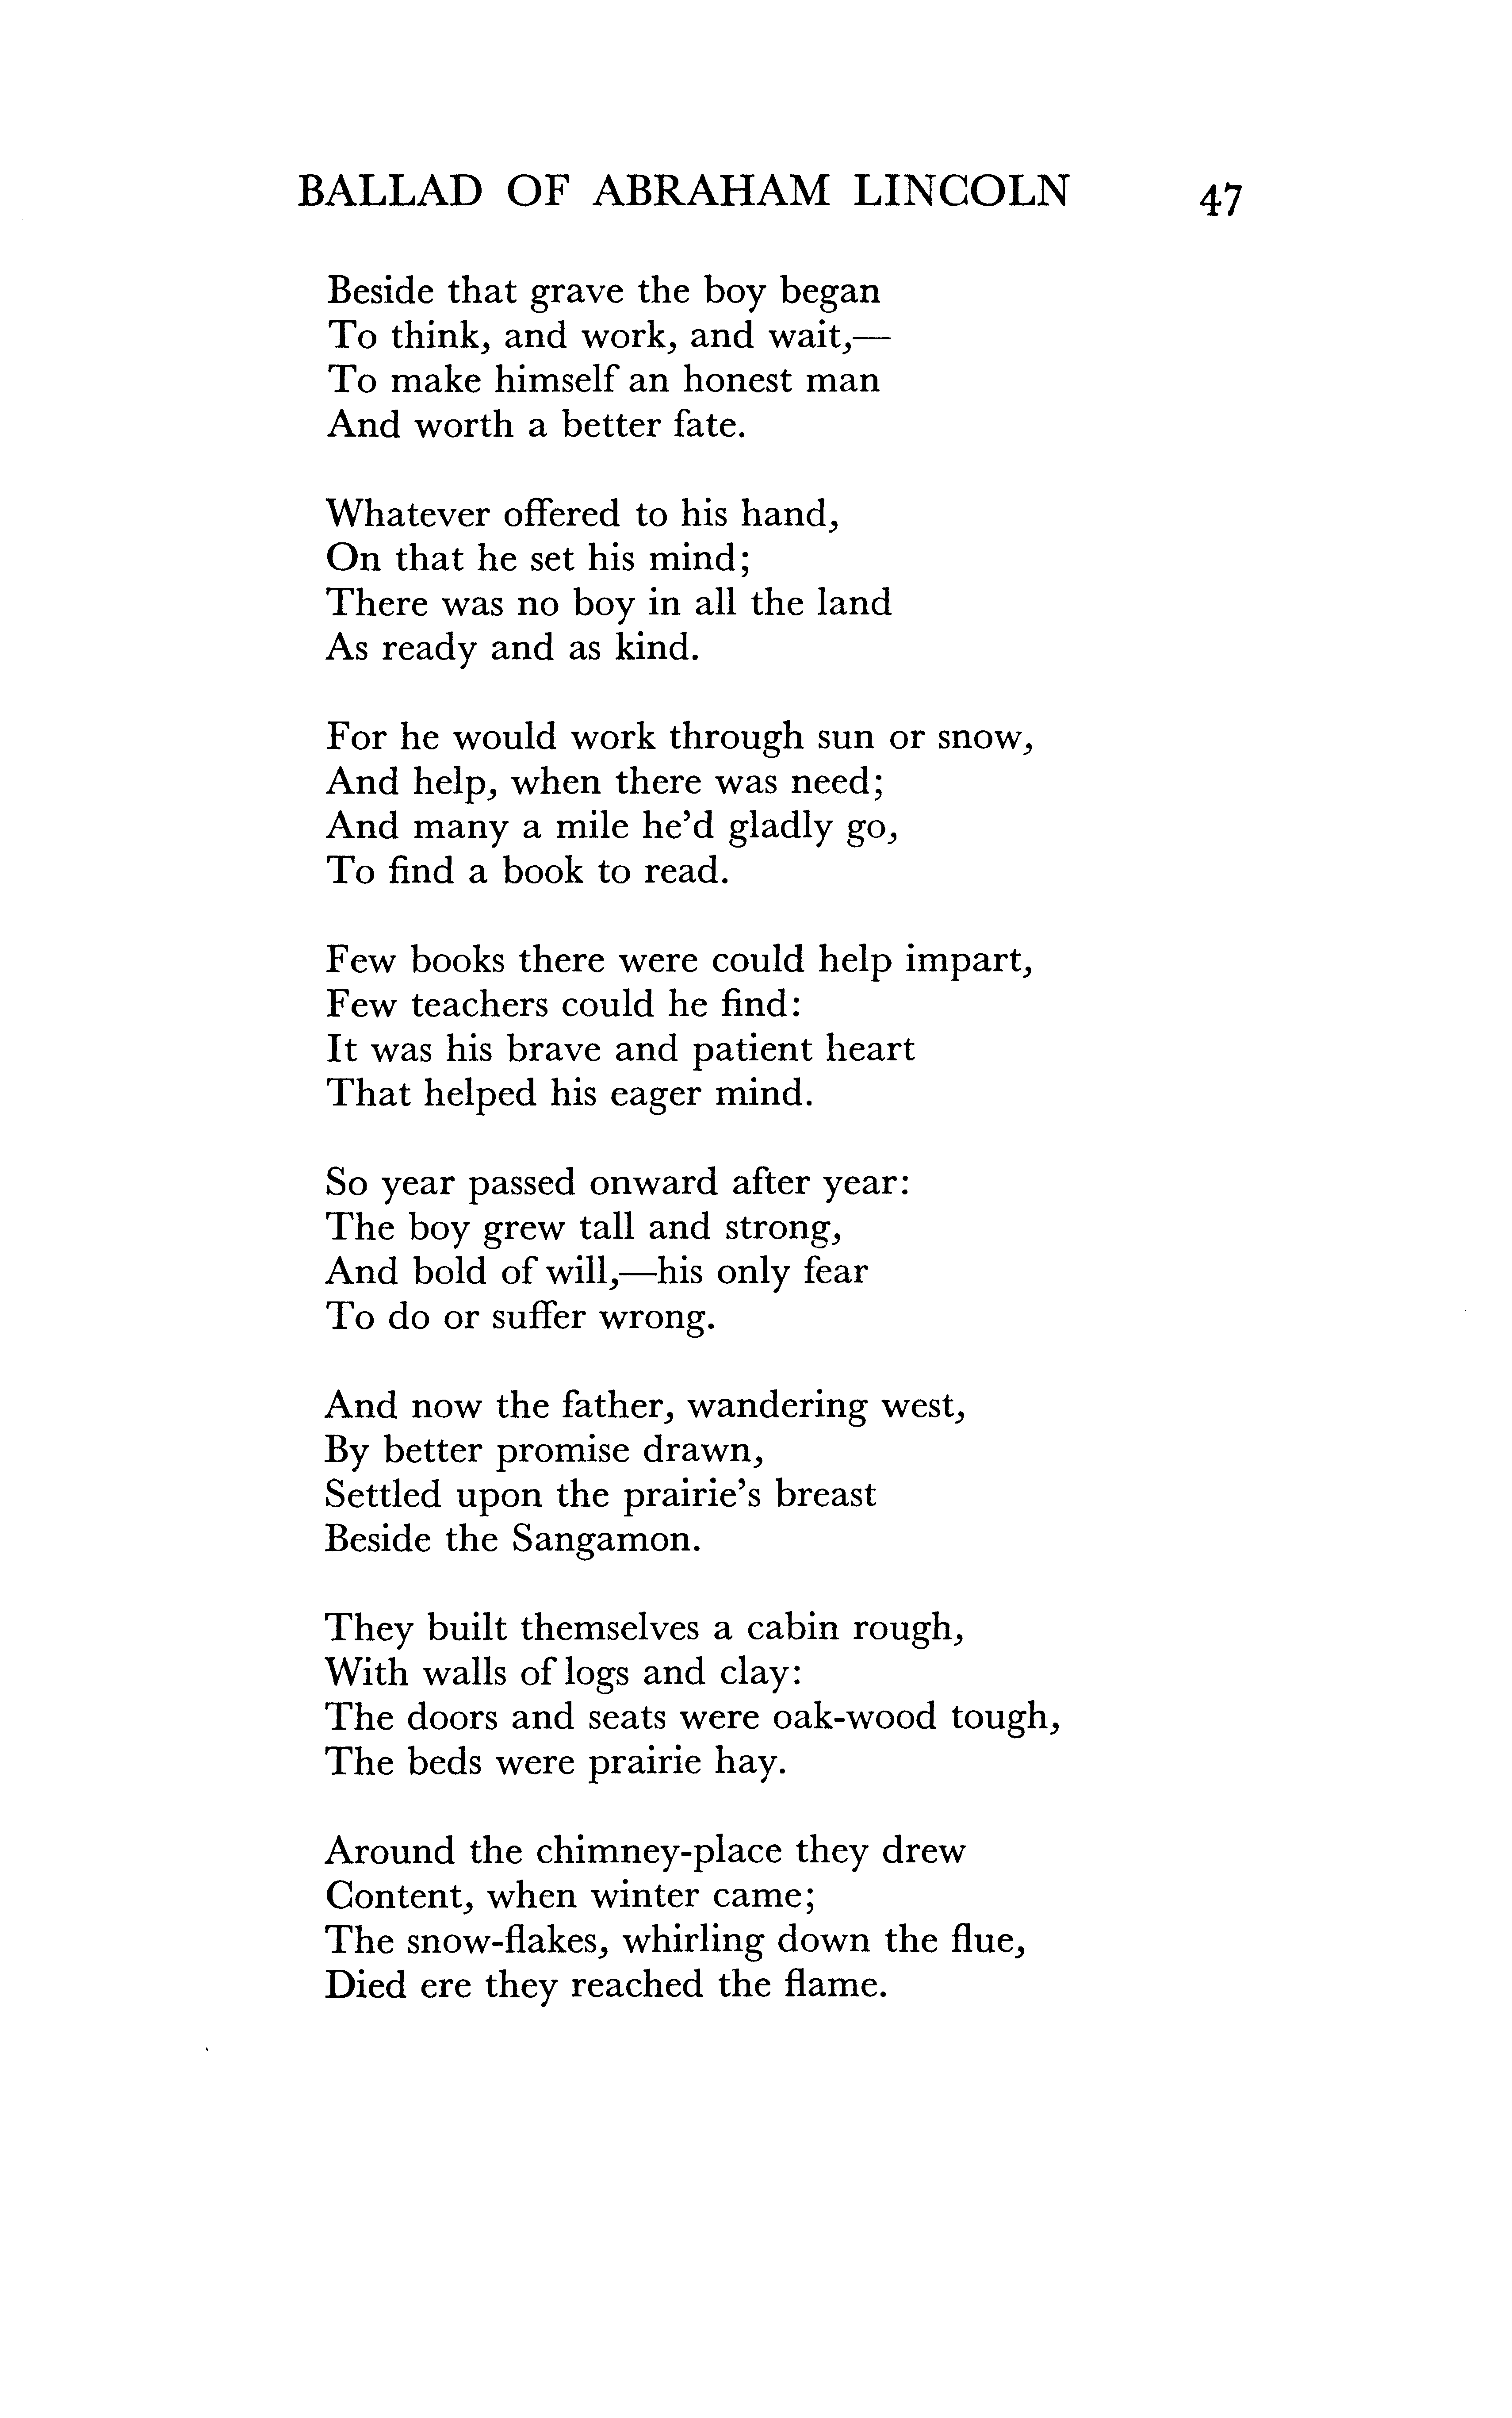 BALLAD OF ABRAHAM LINCOLN 47
Beside that grave the boy began
To think, and work, and wait,—
To make himself an honest man
And worth a better fate.
Whatever offered to his hand,
On that he set his mind;
There was no boy in all the land
As ready and as kind.
For he would work through sun or snow,
And help, when there was need;
And many a mile he’d gladly go,
To find a book to read.
Few books there were could help impart,
Few teachers could he find:
It was his brave and patient heart
That helped his eager mind.
So year passed onward after year:
The boy grew tall and strong,
And bold of will,—his only fear
To do or suffer wrong.
And now the father, wandering west,
By better promise drawn,
Settled upon the prairie’s breast
Beside the Sangamon.
They built themselves a cabin rough,
With walls of logs and clay:
The doors and seats were oak-wood tough,
The beds were prairie hay.
Around the chimney-place they drew
Content, when winter came;
The snow-flakes, whirling down the flue,
Died ere they reached the flame.